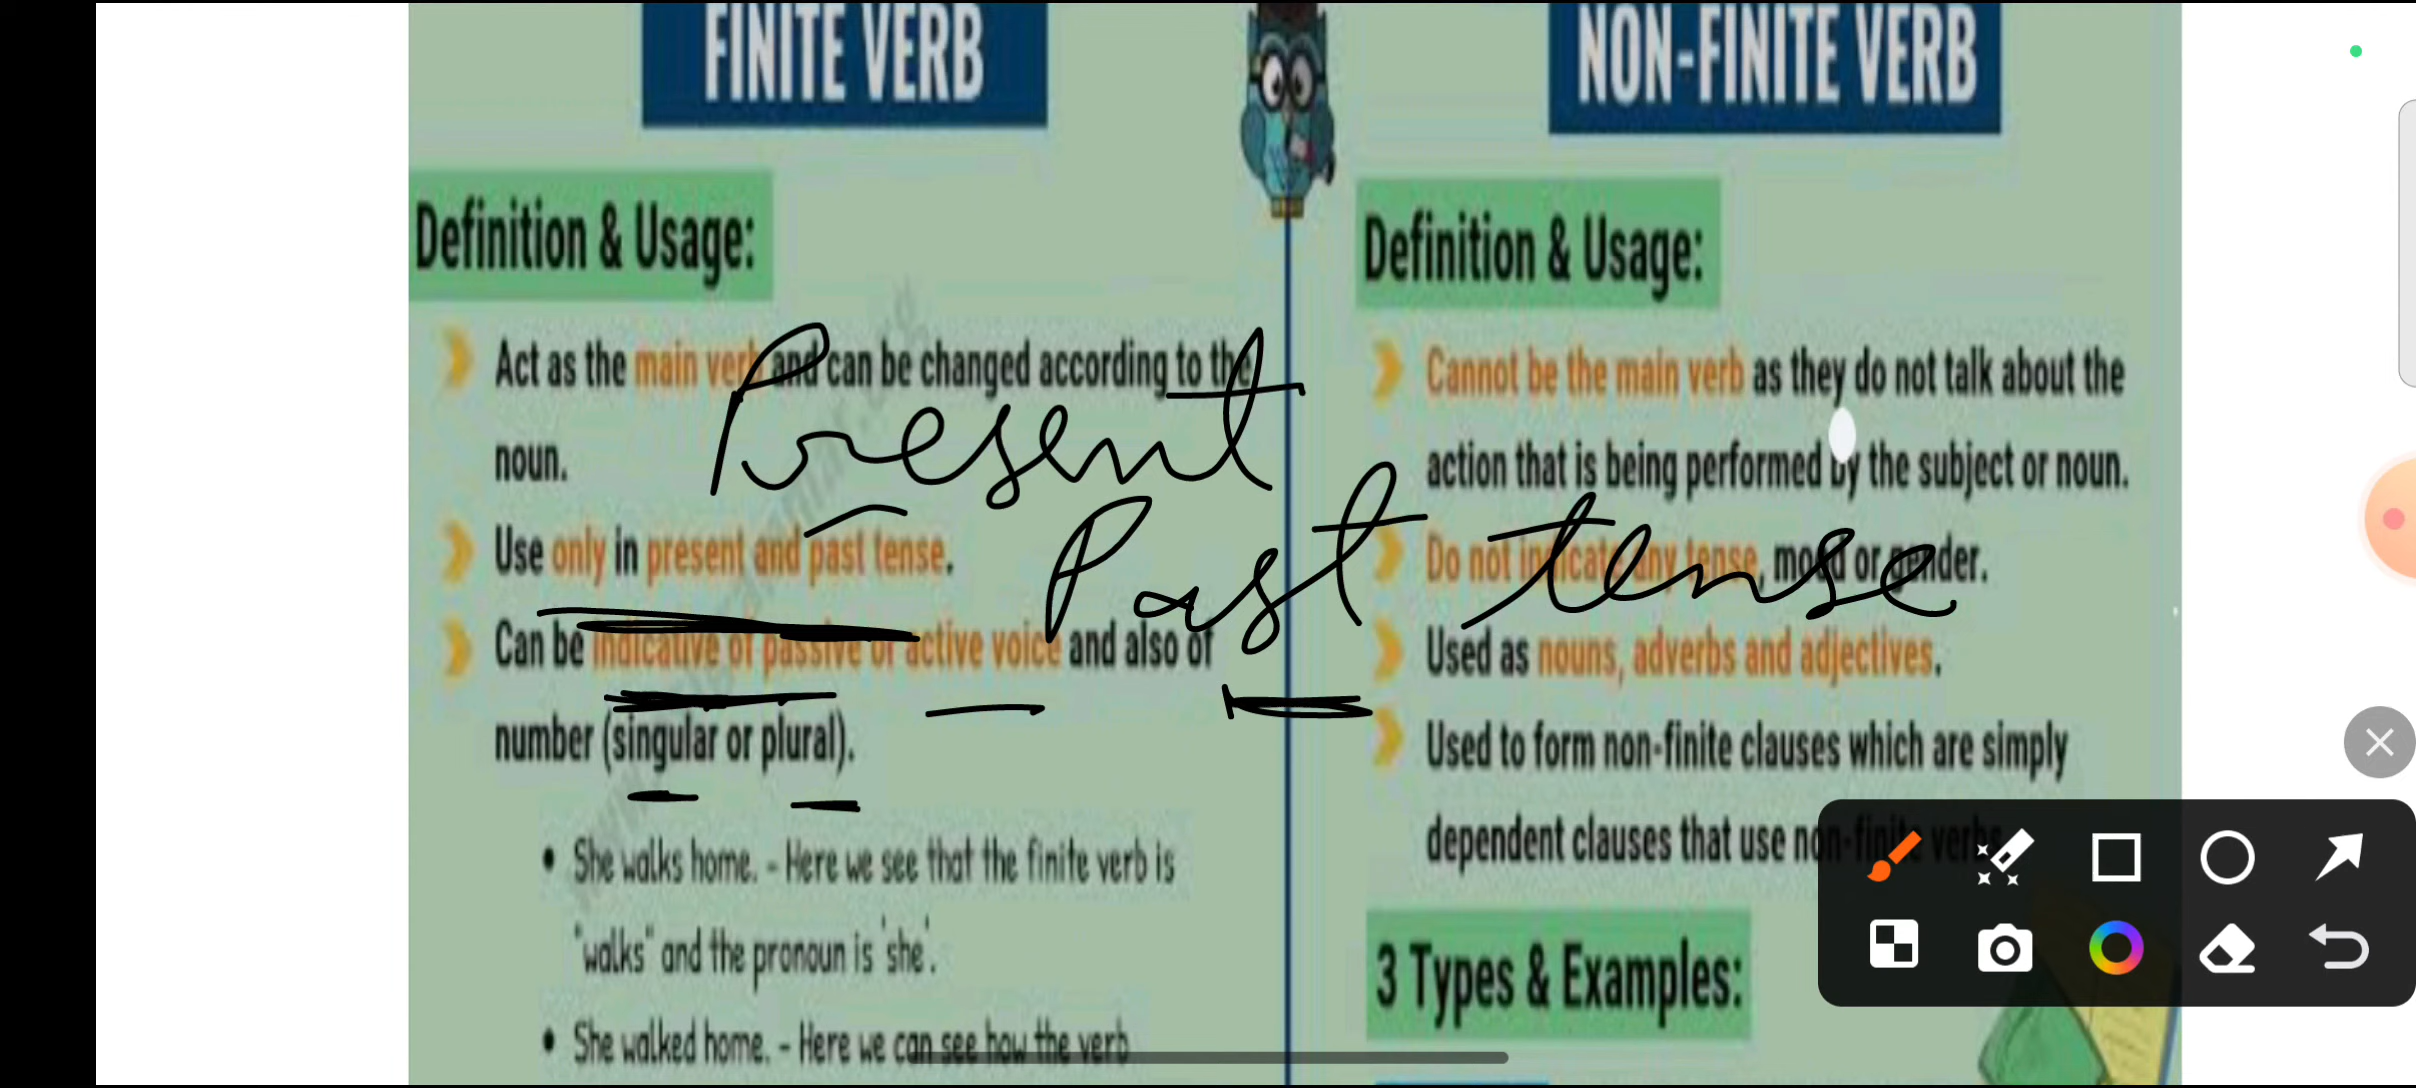 FINITE VERB
Definition & Usage:
Act as the main verb and can be changed according to the
noun.
Use only in present and past tense.
Can be indicative of passive or active voice and also of
number (singular or plural).
• She walks home. - Here we see that the finite verb is
"walks" and the pronoun is 'she'.
• She walked home. - Here we can see how the verb
Present
Past tense
NON-FINITE VERB
Definition & Usage:
Cannot be the main verb as they do not talk about the
action that is being performed by the subject or noun.
Do not indicate any tense, mood or gender.
Used as nouns, adverbs and adjectives.
Used to form non-finite clauses which are simply
dependent clauses that use non-finite verbs
3 Types & Examples: